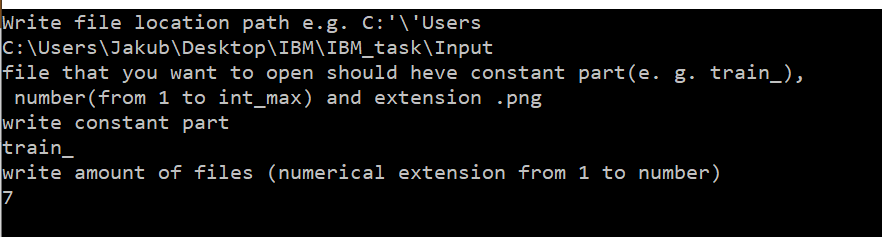 Write file location path e.g. C:'\'Users
C:\Users\Jakub\Desktop\IBM\IBM_task\Input
file that you want to open should heve constant part(e. g. train_),
 number(from 1 to int_max) and extension .png
write constant part
train_
write amount of files (numerical extension from 1 to number)
7